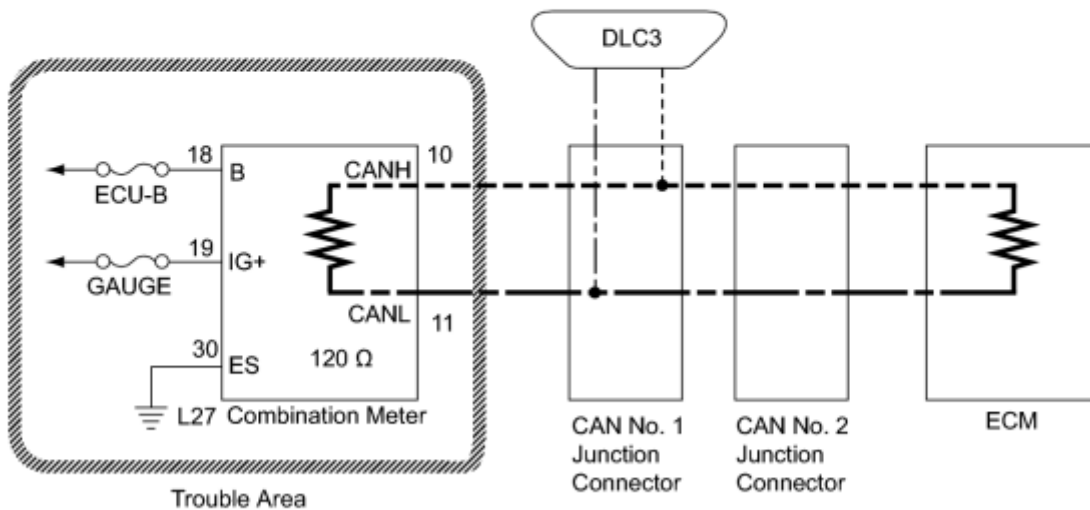 DLC3
18
B
10
CANH
ECU-B
19
IG+
GAUGE
CANL
11
30
ES
120 Ω
L27 Combination Meter
CAN No. 1
Junction
Connector
CAN No. 2
Junction
Connector
ECM
Trouble Area